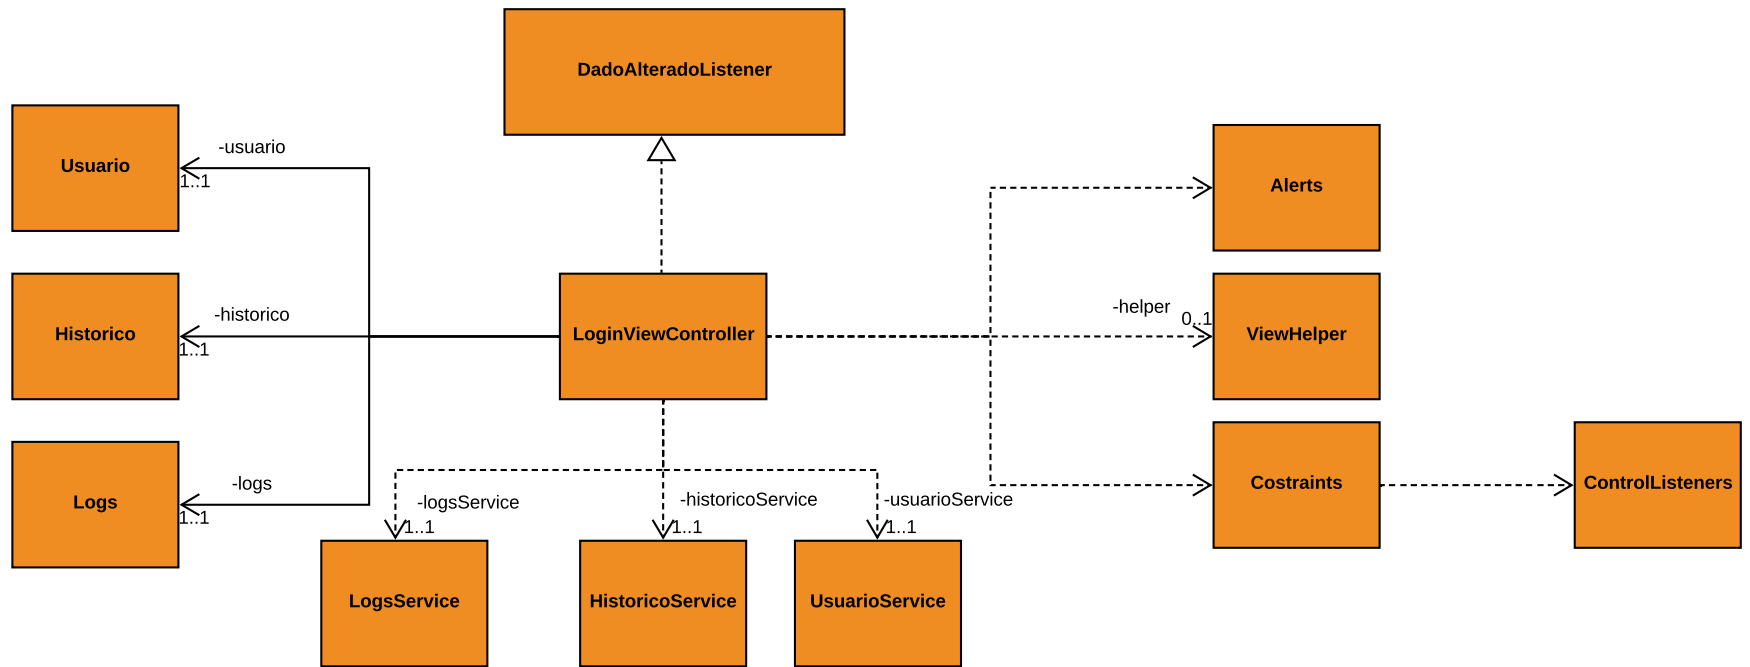 DadoAlteradoListener
-usuario
Usuario
1..1
Alerts
-historico
Historico
1..1
LoginViewController
-helper
0..1
ViewHelper
-logs
Logs
1..1
Costraints
ControlListeners
-logsService
1..1
-historicoService
1..1
-usuarioService
1..1
LogsService
HistoricoService
UsuarioService